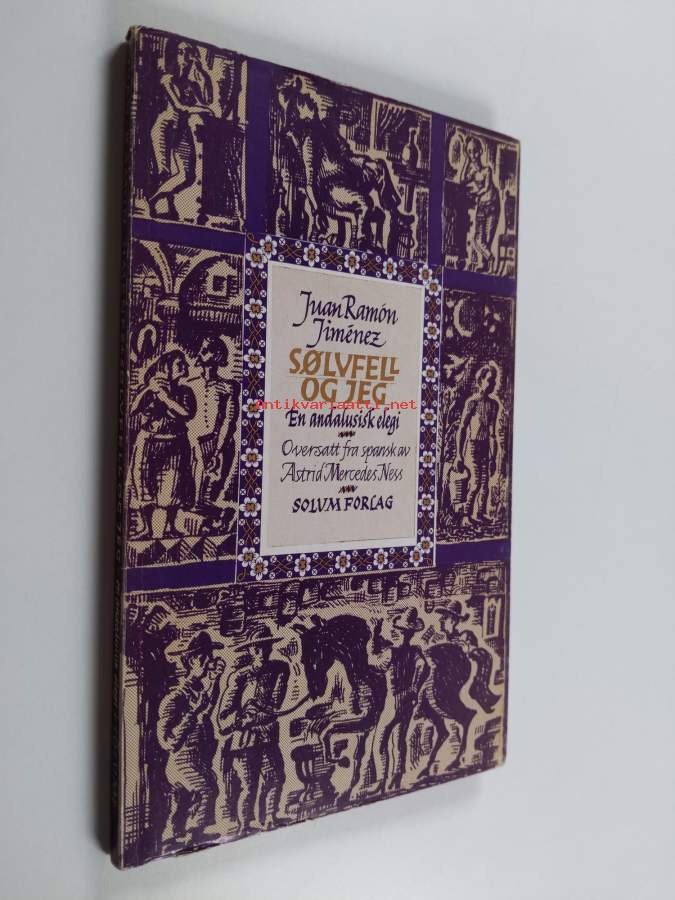 Juan Ramón
Jiménez
SØLVFELL
OG JEG
Antikvariaatti.net
En andalusisk elegi
Oversatt fra spansk av
Astrid Mercedes Ness
SOLUM FORLAG